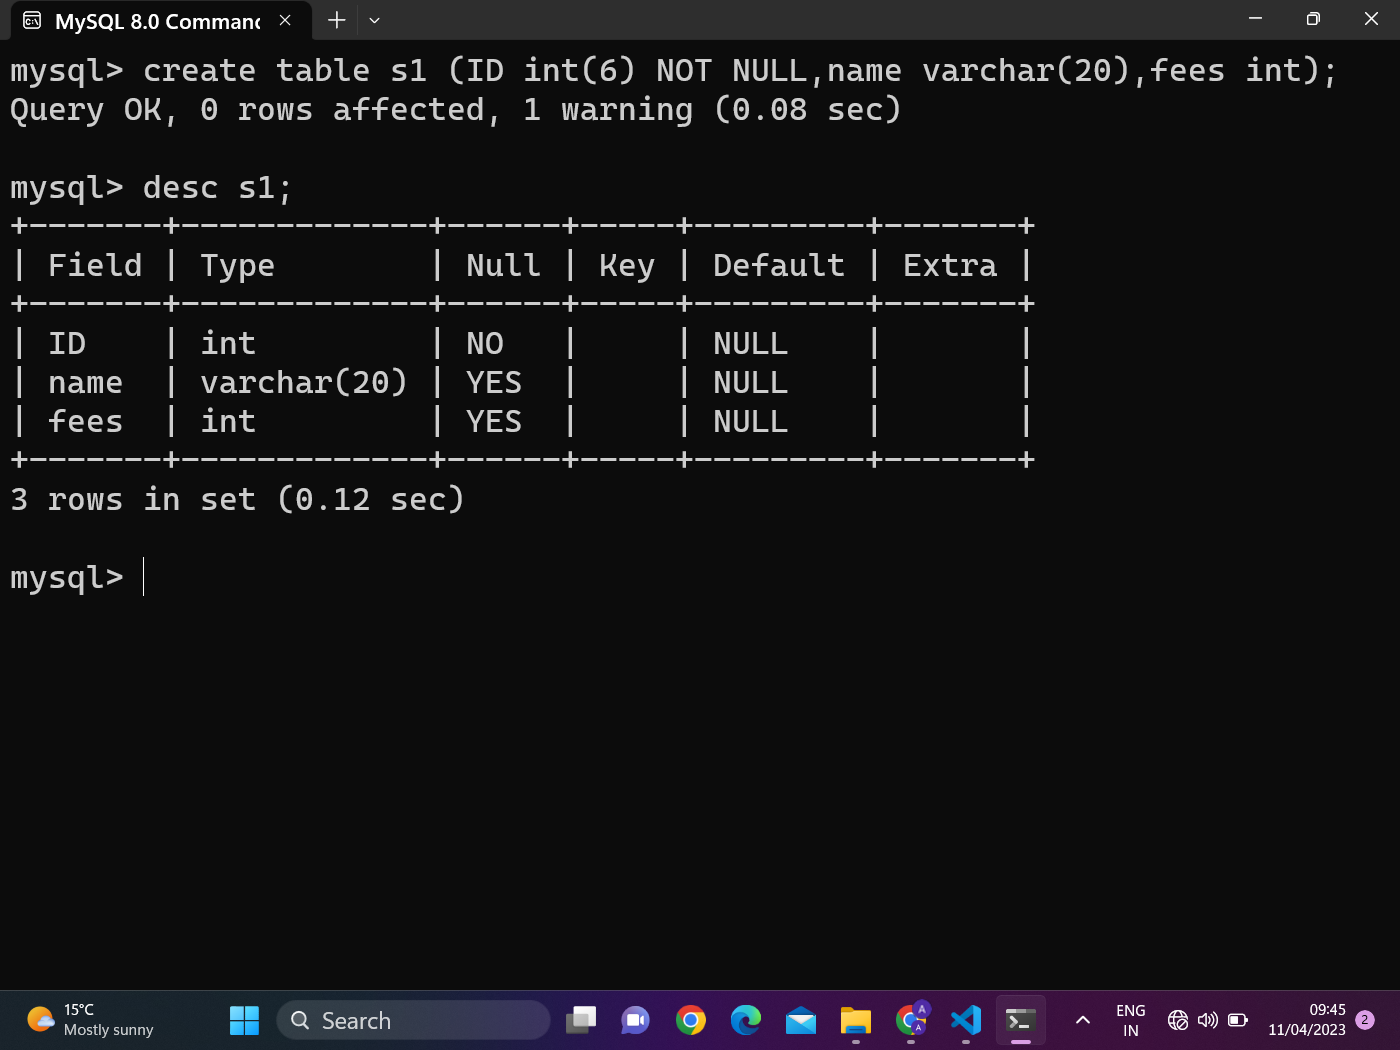 MySQL 8.0 Comman
mysql> create table s1 (ID int(6) NOT NULL,name varchar(20),fees int);
Query OK, 0 rows affected, 1 warning (0.08 sec)
mysql> desc s1;
+-------+-------------+------+-----+---------+-------+
| Field | Type        | Null | Key | Default | Extra |
+-------+-------------+------+-----+---------+-------+
| ID    | int         | NO   |     | NULL    |       |
| name  | varchar(20) | YES  |     | NULL    |       |
| fees  | int         | YES  |     | NULL    |       |
+-------+-------------+------+-----+---------+-------+
3 rows in set (0.12 sec)
mysql>
15°C
Mostly sunny
Search
A
A
ENG
IN
09:45
11/04/2023
2